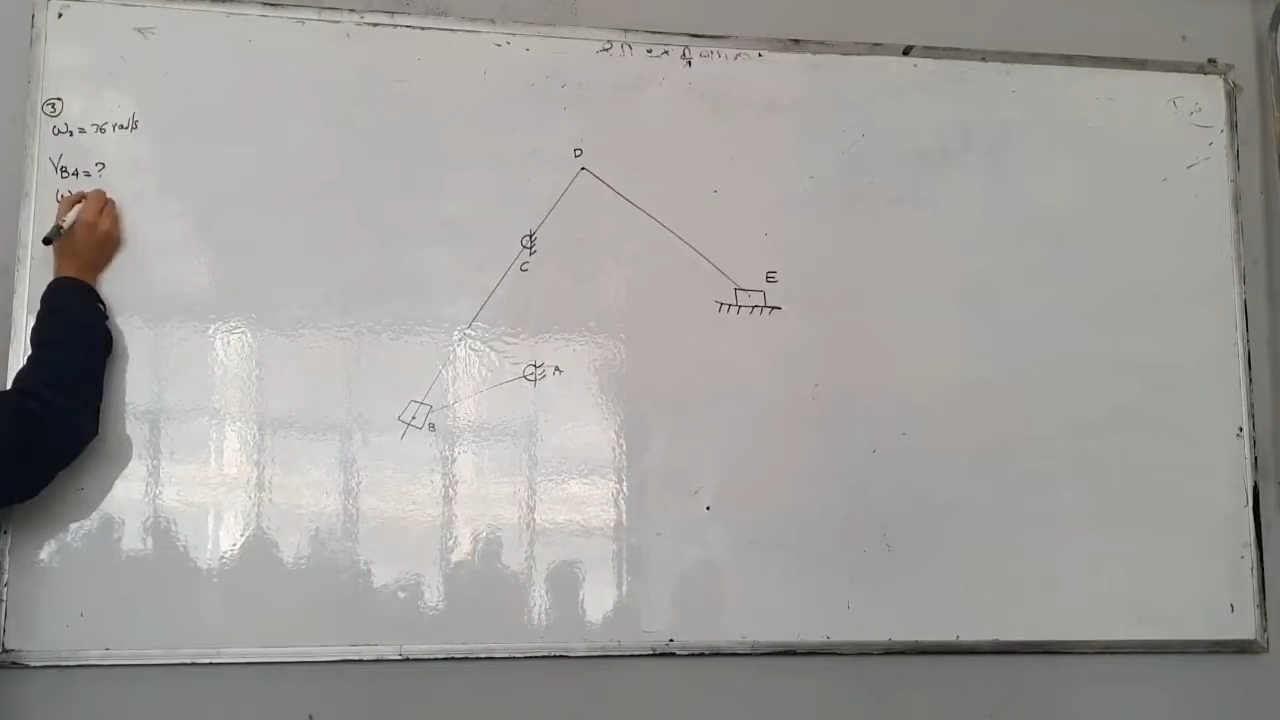 ③
ω₂ = 76 rad/s
V_B4 = ?
ω
D
C
E
A
B